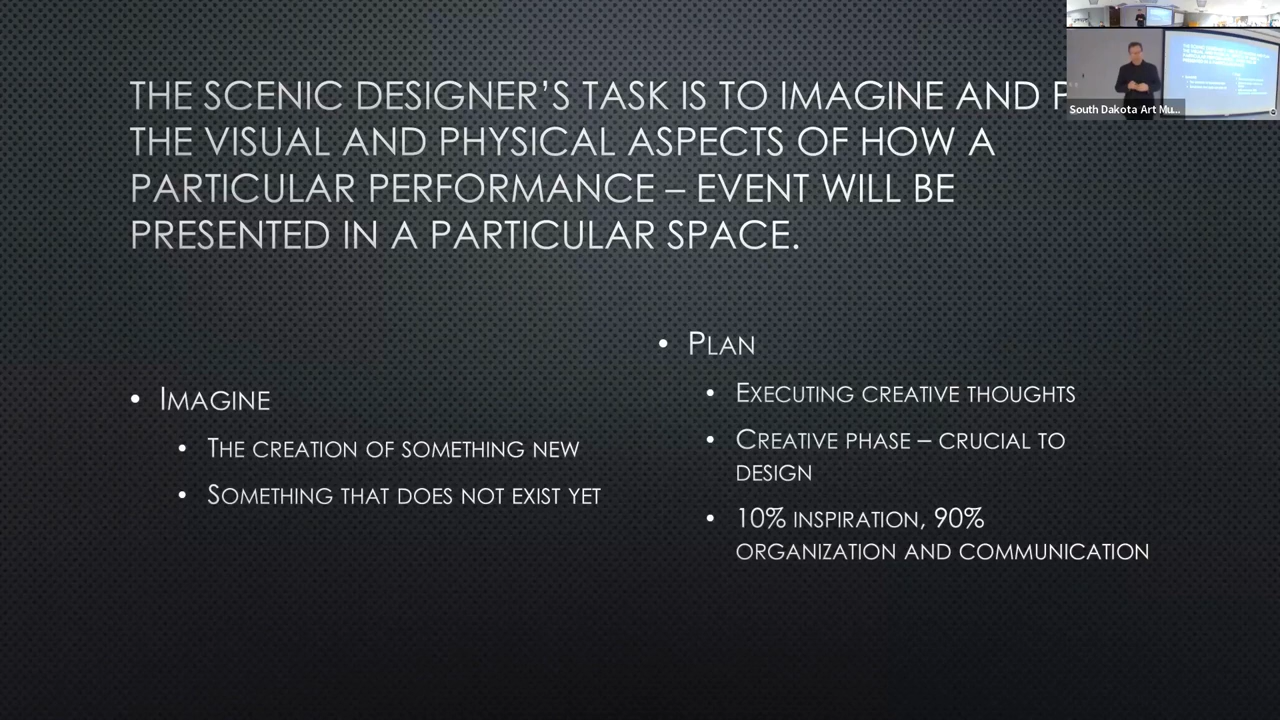 THE SCENIC DESIGNER’S TASK IS TO IMAGINE AND
THE VISUAL AND PHYSICAL ASPECTS OF HOW A
PARTICULAR PERFORMANCE – EVENT WILL BE
PRESENTED IN A PARTICULAR SPACE.
• IMAGINE
• THE CREATION OF SOMETHING NEW
• SOMETHING THAT DOES NOT EXIST YET
• PLAN
• EXECUTING CREATIVE THOUGHTS
• CREATIVE PHASE – CRUCIAL TO
DESIGN
• 10% INSPIRATION, 90%
ORGANIZATION AND COMMUNICATION
South Dakota Art Mu...